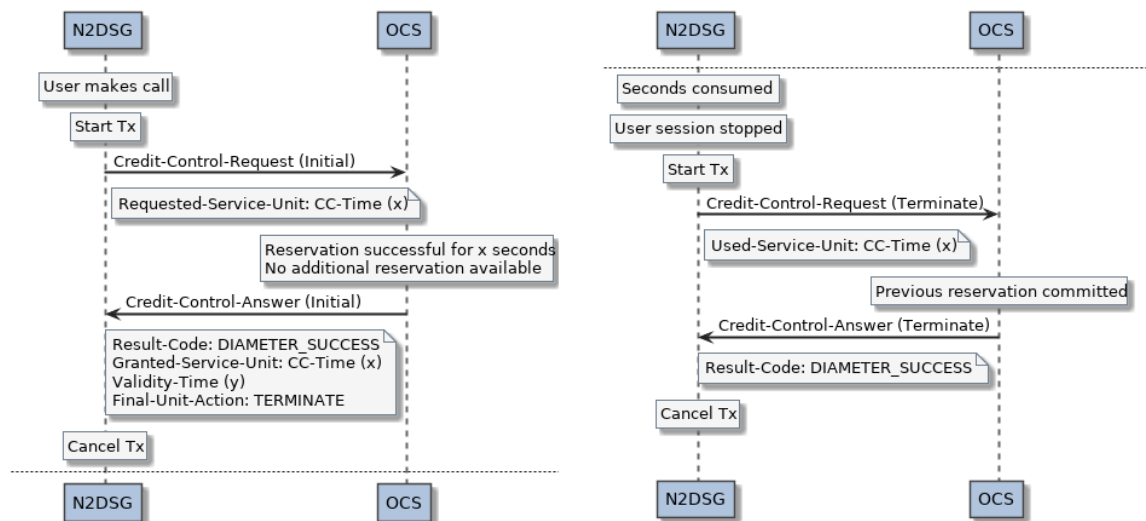 N2DSG
OCS
User makes call
Start Tx
Credit-Control-Request (Initial)
Requested-Service-Unit: CC-Time (x)
Reservation successful for x seconds
No additional reservation available
Credit-Control-Answer (Initial)
Result-Code: DIAMETER_SUCCESS
Granted-Service-Unit: CC-Time (x)
Validity-Time (y)
Final-Unit-Action: TERMINATE
Cancel Tx
N2DSG
OCS
N2DSG
OCS
Seconds consumed
User session stopped
Start Tx
Credit-Control-Request (Terminate)
Used-Service-Unit: CC-Time (x)
Previous reservation committed
Credit-Control-Answer (Terminate)
Result-Code: DIAMETER_SUCCESS
Cancel Tx
N2DSG
OCS